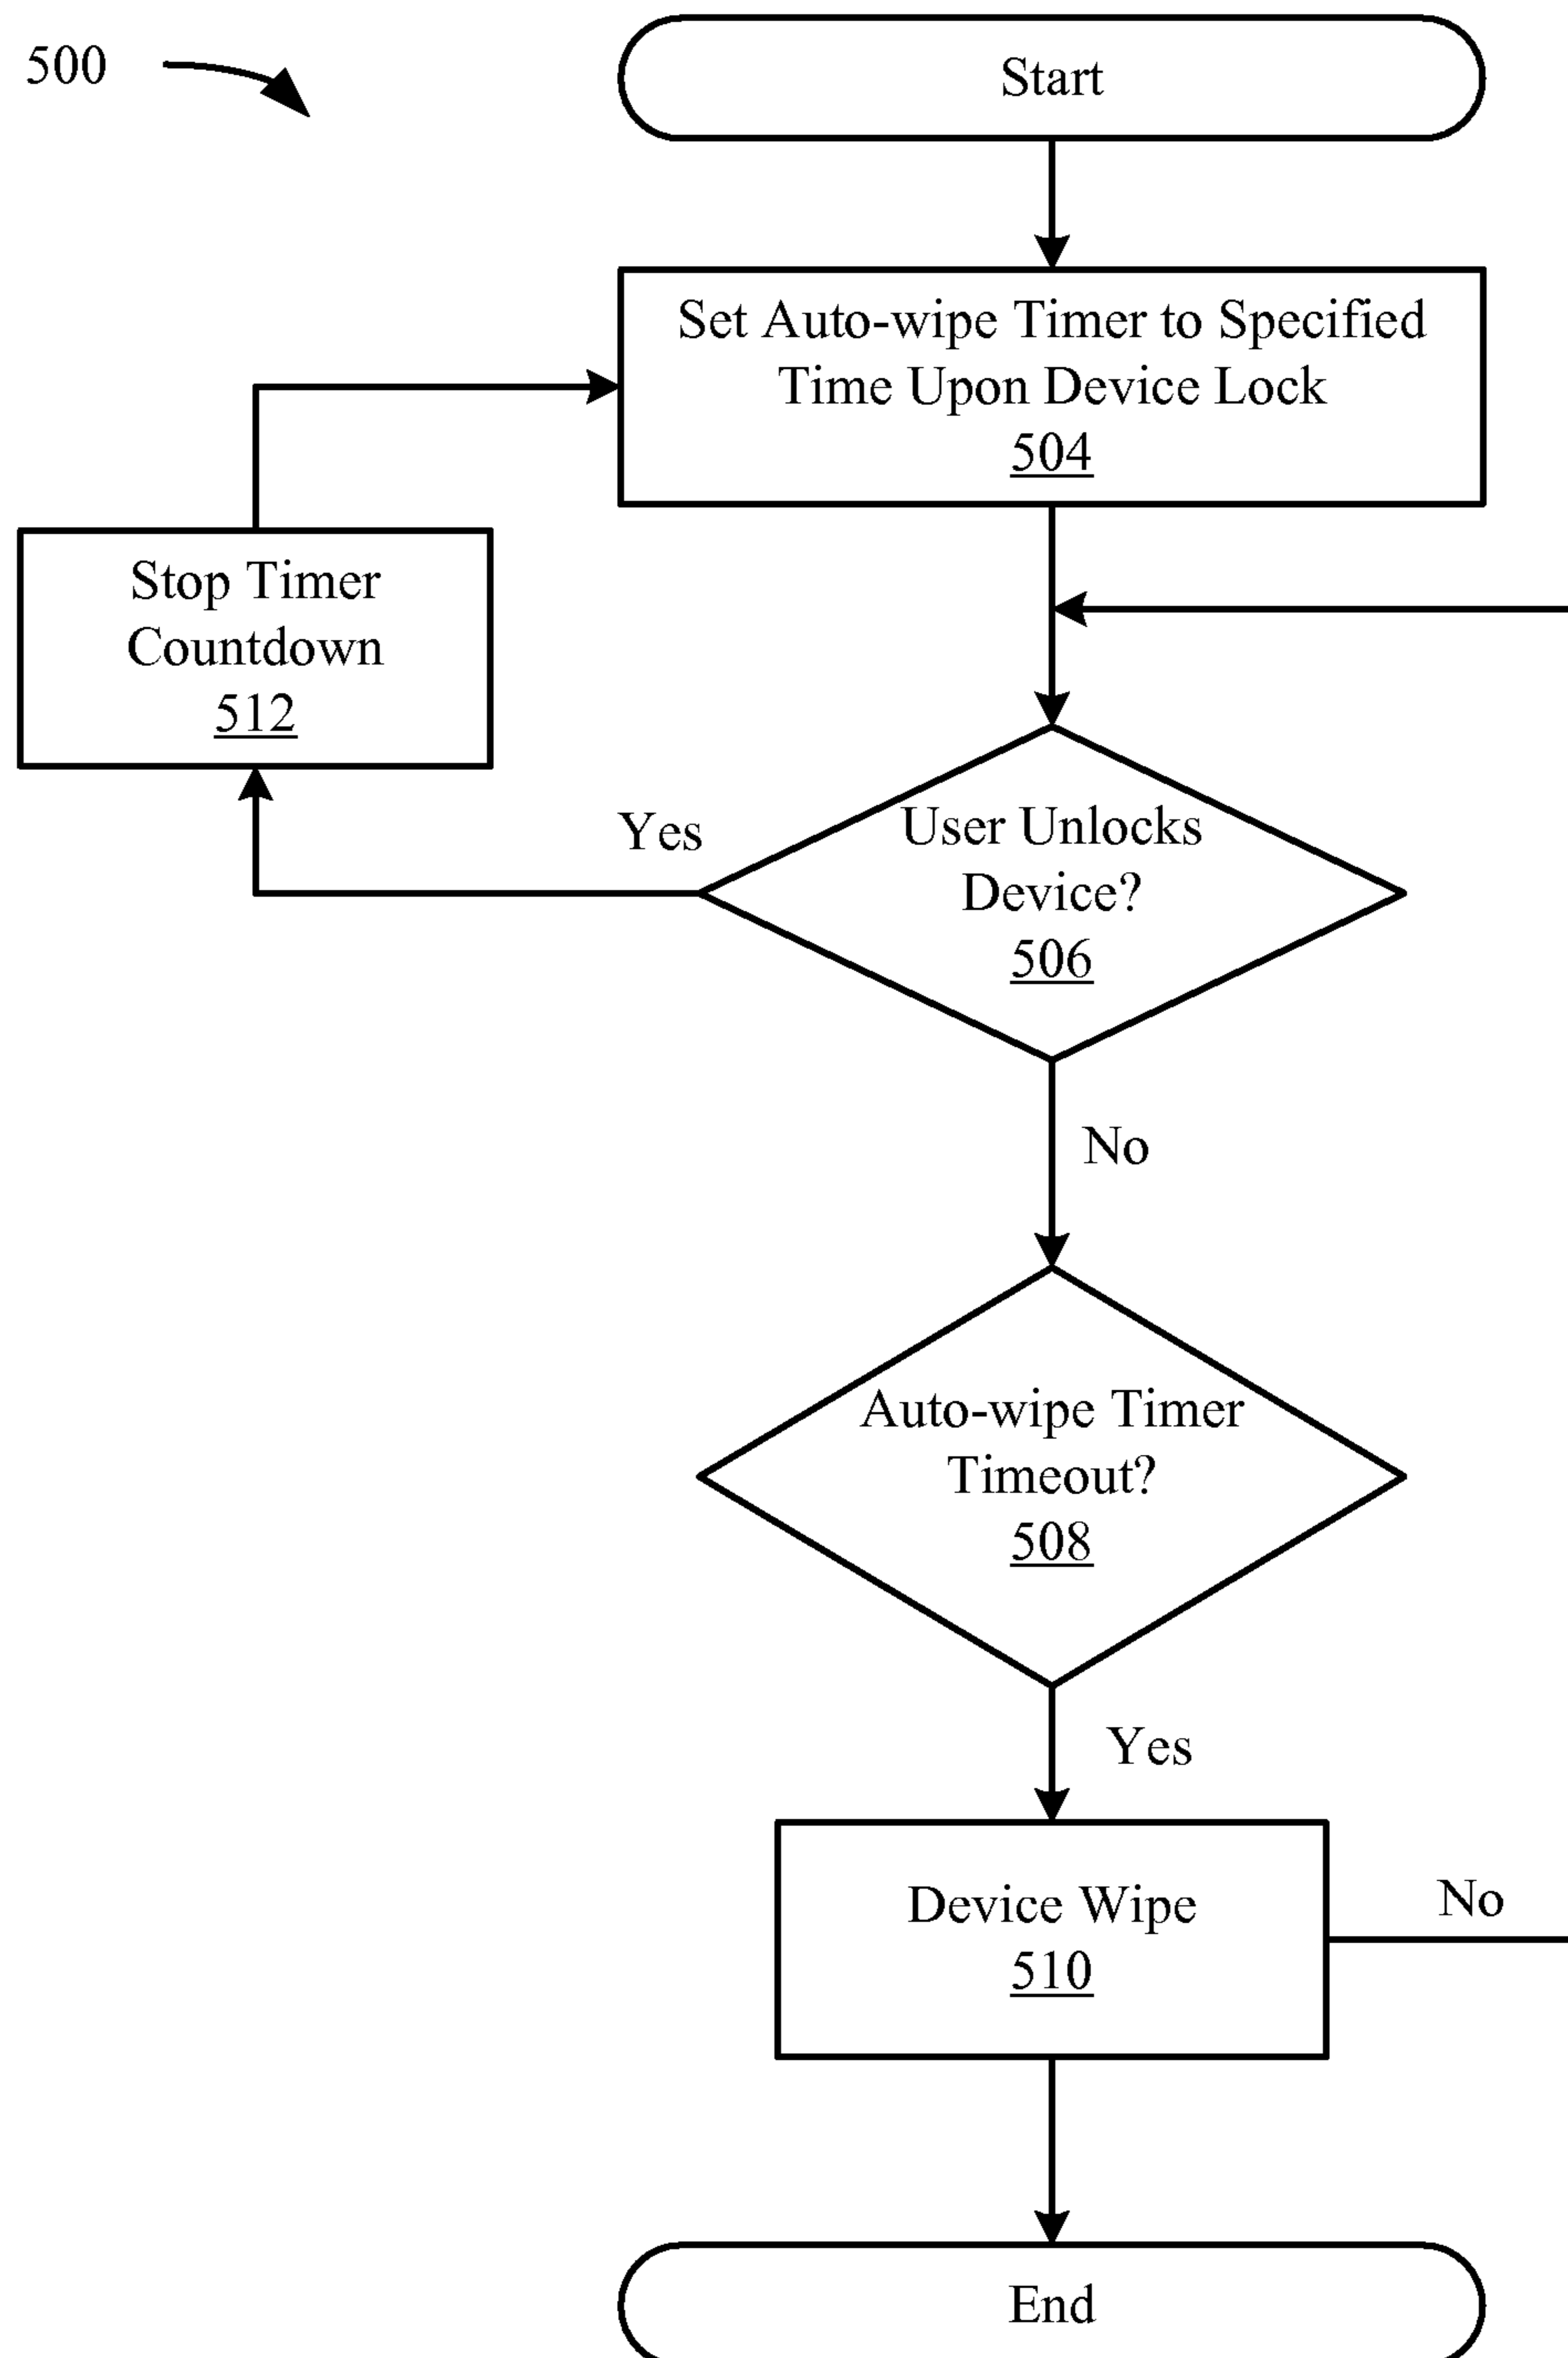 500
Start
Set Auto-wipe Timer to Specified
Time Upon Device Lock
504
Stop Timer
Countdown
512
Yes
User Unlocks
Device?
506
No
Auto-wipe Timer
Timeout?
508
Yes
Device Wipe
510
No
End